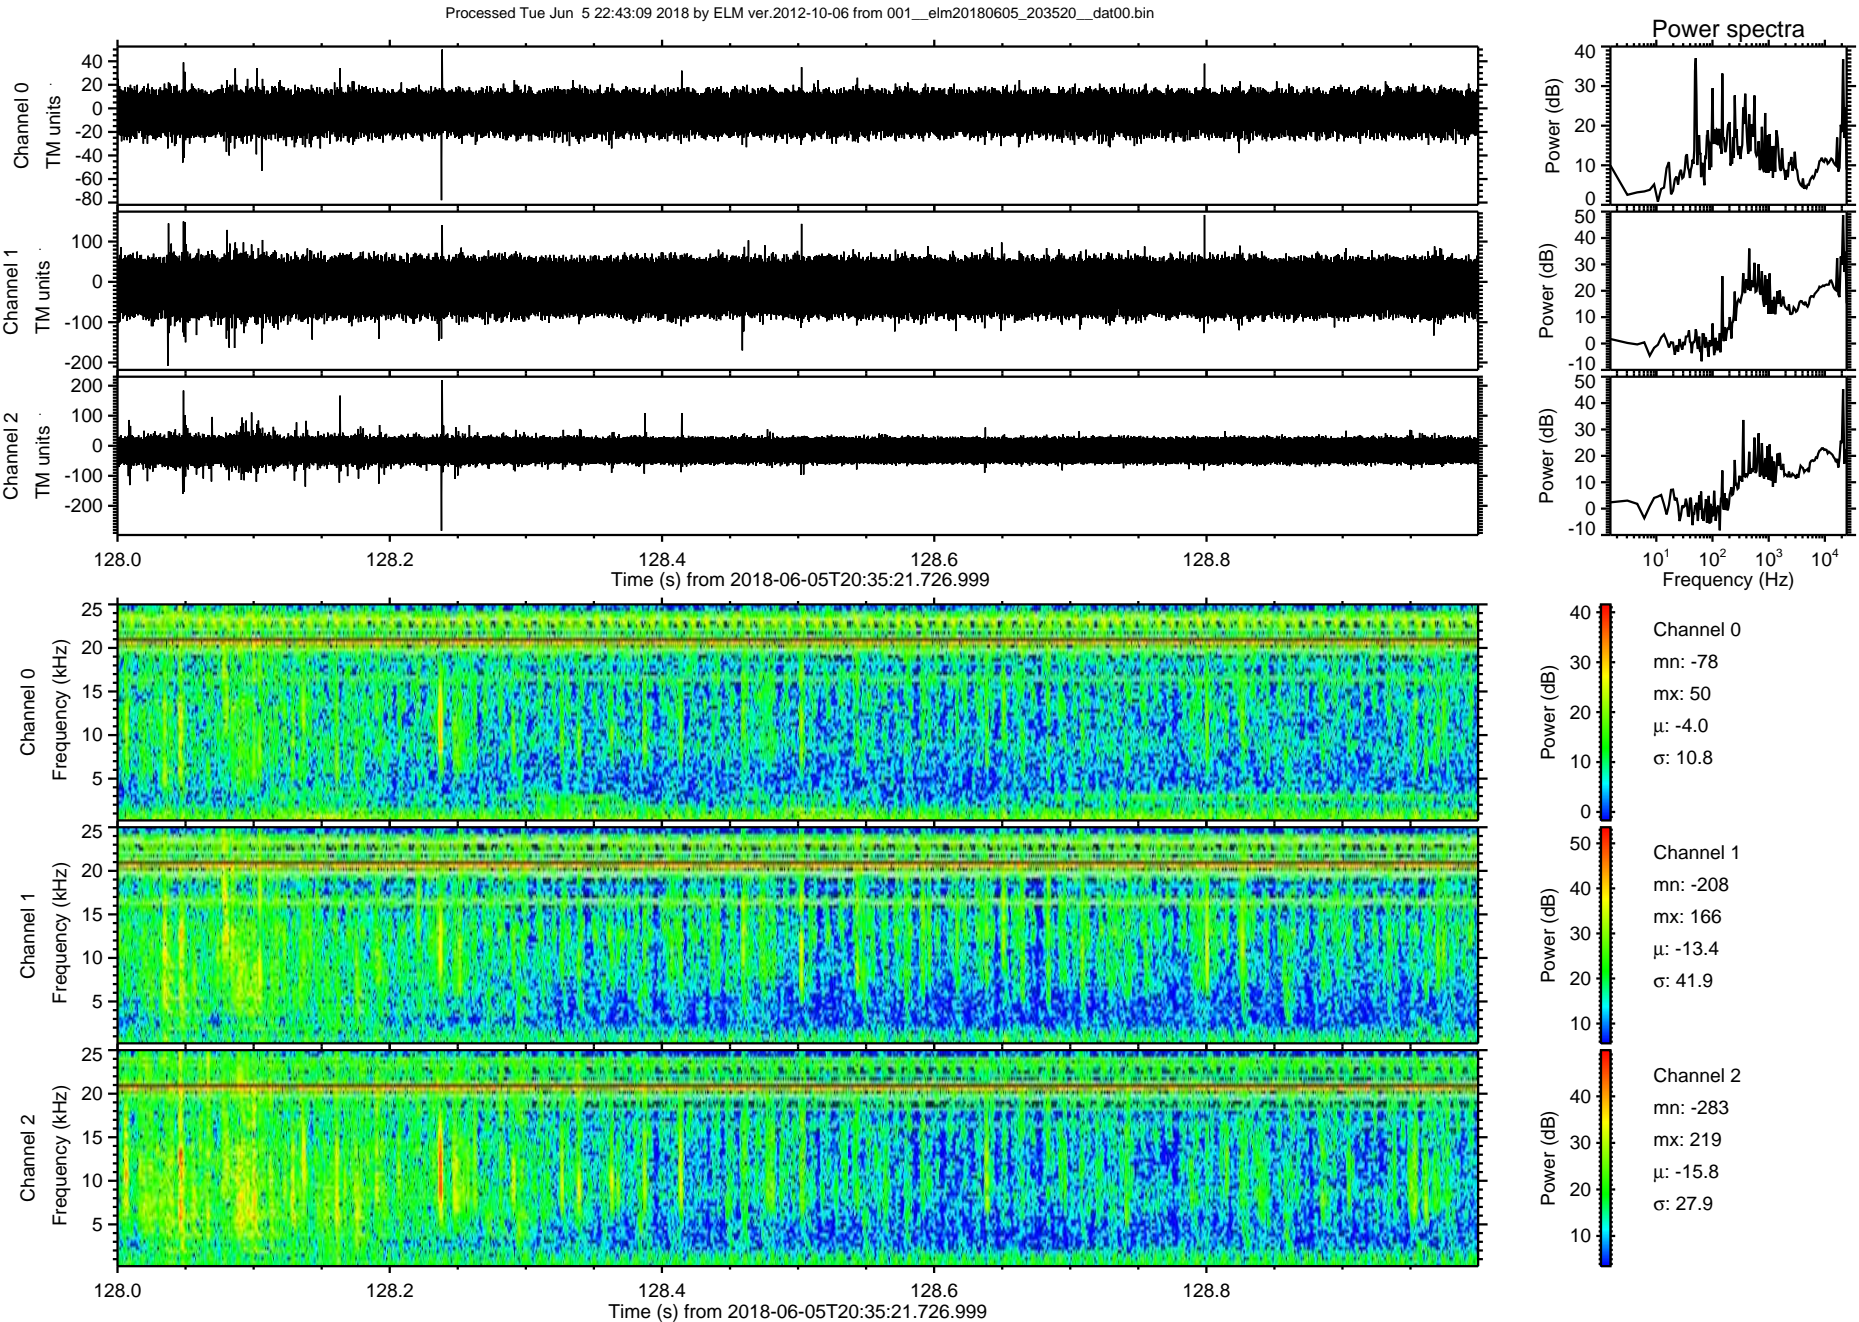 Processed Tue Jun  5 22:43:09 2018 by ELM ver.2012-10-06 from 001__elm20180605_203520__dat00.bin
Power spectra
Channel 0
TM units
40
20
0
-20
-40
-60
-80
Power (dB)
40
30
20
10
0
Channel 1
TM units
100
0
-100
-200
Power (dB)
50
40
30
20
10
0
-10
Channel 2
TM units
200
100
0
-100
-200
Power (dB)
50
40
30
20
10
0
-10
128.0 128.2 128.4 128.6 128.8
Time (s) from 2018-06-05T20:35:21.726.999
10¹ 10² 10³ 10⁴
Frequency (Hz)
Channel 0
Frequency (kHz)
25
20
15
10
5
Power (dB)
40
30
20
10
0
Channel 0
mn: -78
mx: 50
μ: -4.0
σ: 10.8
Channel 1
Frequency (kHz)
25
20
15
10
5
Power (dB)
50
40
30
20
10
Channel 1
mn: -208
mx: 166
μ: -13.4
σ: 41.9
Channel 2
Frequency (kHz)
25
20
15
10
5
Power (dB)
40
30
20
10
Channel 2
mn: -283
mx: 219
μ: -15.8
σ: 27.9
128.0 128.2 128.4 128.6 128.8
Time (s) from 2018-06-05T20:35:21.726.999